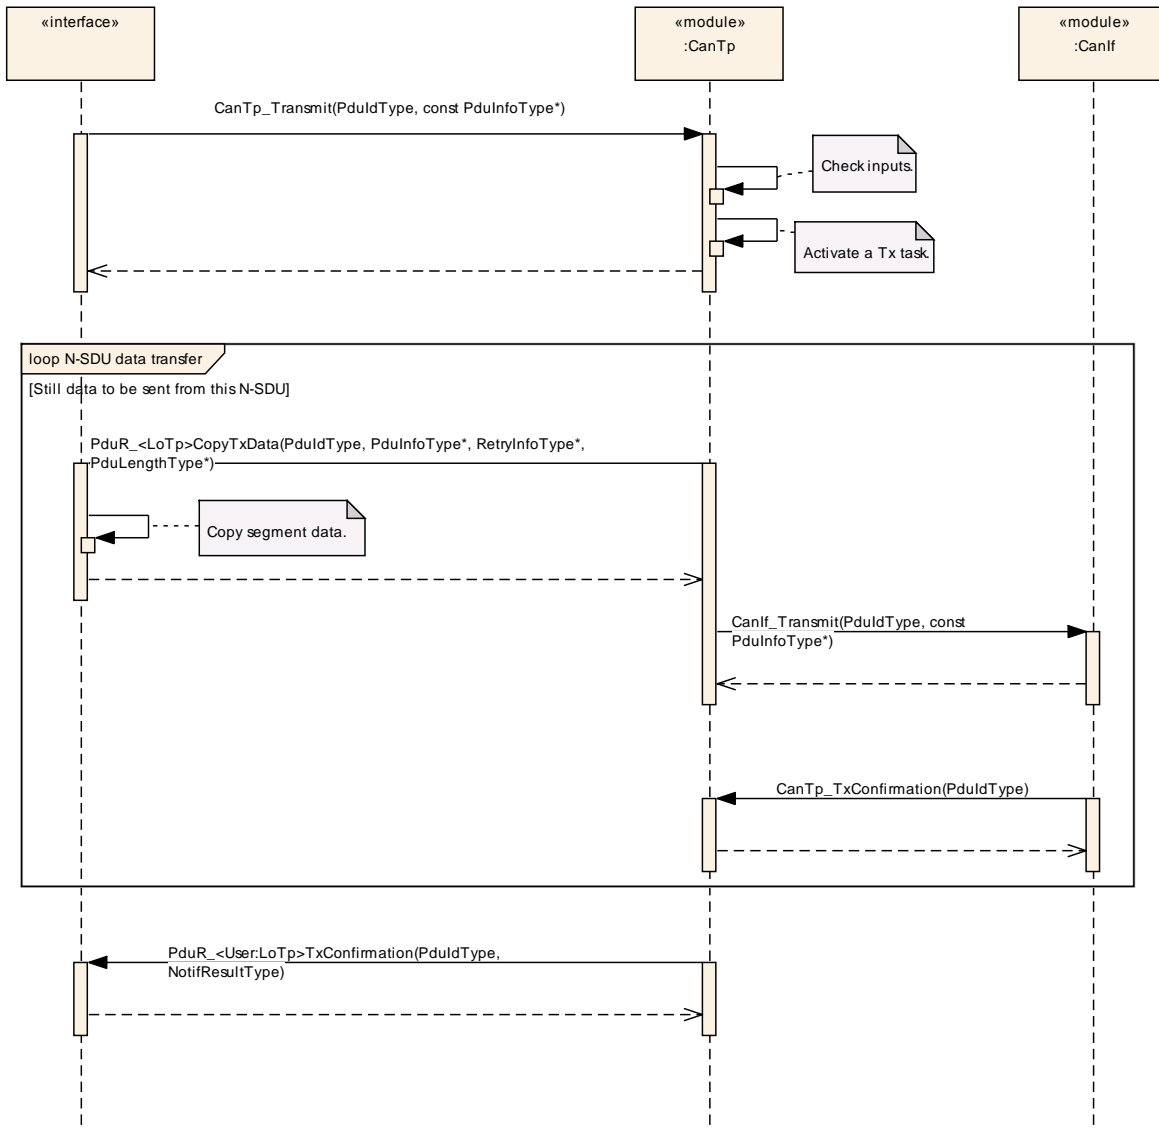 «interface»
«module»
:CanTp
«module»
:CanIf
CanTp_Transmit(PduIdType, const PduInfoType*)
Check inputs.
Activate a Tx task.
loop N-SDU data transfer
[Still data to be sent from this N-SDU]
PduR_<LoTp>CopyTxData(PduIdType, PduInfoType*, RetryInfoType*,
PduLengthType*)
Copy segment data.
CanIf_Transmit(PduIdType, const
PduInfoType*)
CanTp_TxConfirmation(PduIdType)
PduR_<User:LoTp>TxConfirmation(PduIdType,
NotifResultType)